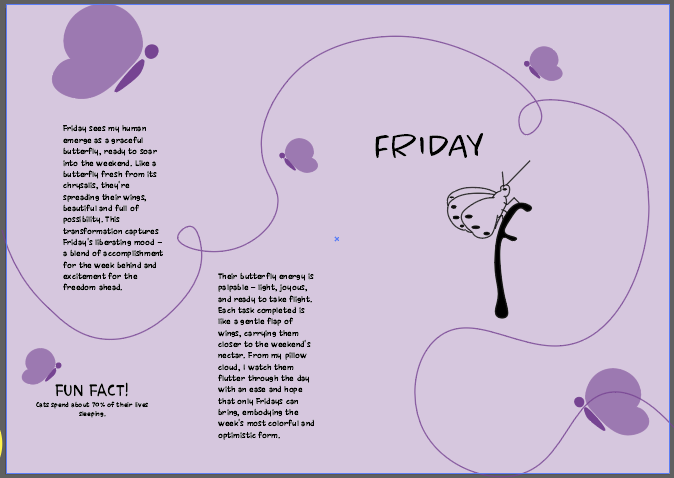 Friday sees my human
emerge as a graceful
butterfly, ready to soar
into the weekend. Like a
butterfly fresh from its
chrysalis, they're
spreading their wings,
beautiful and full of
possibility. This
transformation captures
Friday's liberating mood –
a blend of accomplishment
for the week behind and
excitement for the
freedom ahead.
FUN FACT!
Cats spend about 70% of their lives
sleeping.
Their butterfly energy is
palpable – light, joyous,
and ready to take flight.
Each task completed is
like a gentle flap of
wings, carrying them
closer to the weekend's
nectar. From my pillow
cloud, I watch them
flutter through the day
with an ease and hope
that only Fridays can
bring, embodying the
week's most colorful and
optimistic form.
FRIDAY